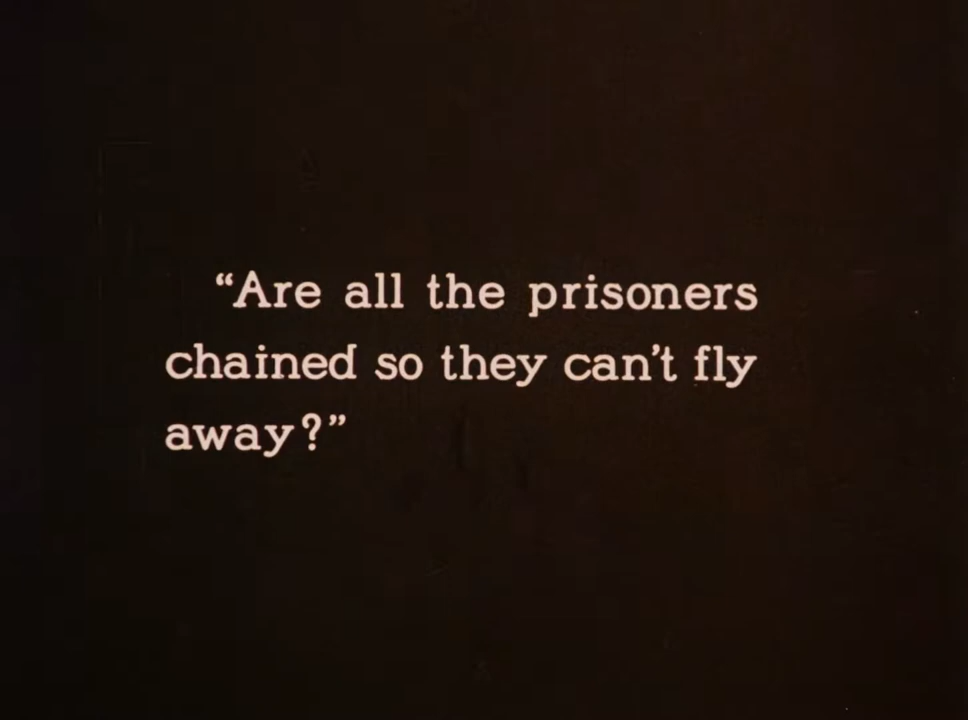 “Are all the prisoners
chained so they can't fly
away?”